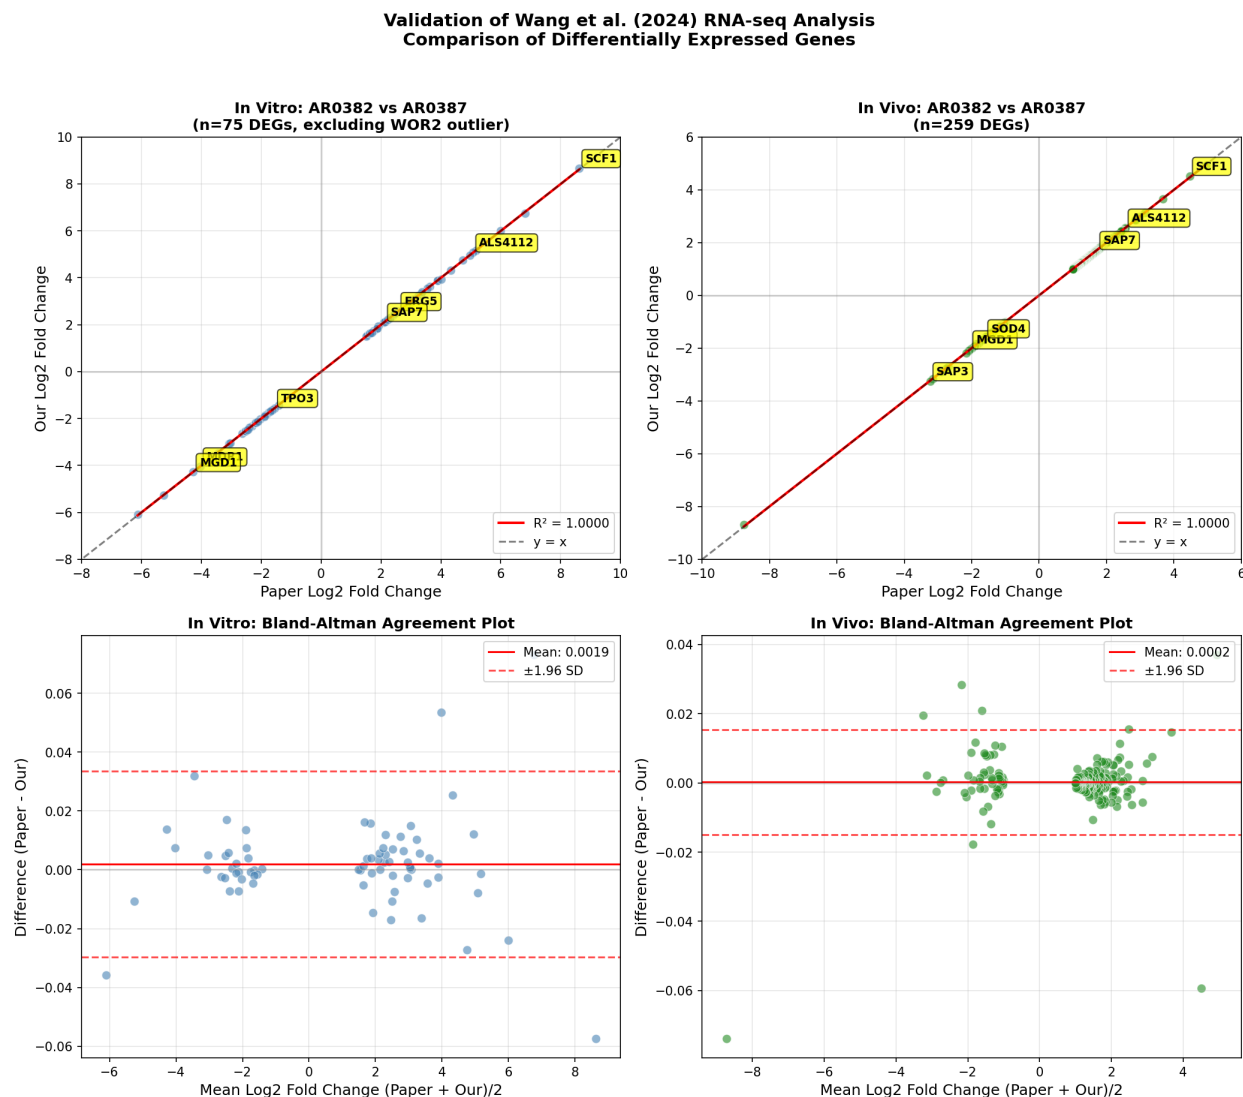 Validation of Wang et al. (2024) RNA-seq Analysis
Comparison of Differentially Expressed Genes
In Vitro: AR0382 vs AR0387
(n=75 DEGs, excluding WOR2 outlier)
Our Log2 Fold Change
10
8
6
4
2
0
−2
−4
−6
−8
SCF1
ALS4112
ERG5
SAP7
TPO3
MGD1
R² = 1.0000
y = x
−8
−6
−4
−2
0
2
4
6
8
10
Paper Log2 Fold Change
In Vivo: AR0382 vs AR0387
(n=259 DEGs)
Our Log2 Fold Change
6
4
2
0
−2
−4
−6
−8
−10
SCF1
ALS4112
SAP7
SOD4
MGD1
SAP3
R² = 1.0000
y = x
−10
−8
−6
−4
−2
0
2
4
6
Paper Log2 Fold Change
In Vitro: Bland-Altman Agreement Plot
Difference (Paper - Our)
0.06
0.04
0.02
0.00
−0.02
−0.04
−0.06
Mean: 0.0019
±1.96 SD
−6
−4
−2
0
2
4
6
8
Mean Log2 Fold Change (Paper + Our)/2
In Vivo: Bland-Altman Agreement Plot
Difference (Paper - Our)
0.04
0.02
0.00
−0.02
−0.04
−0.06
Mean: 0.0002
±1.96 SD
−8
−6
−4
−2
0
2
4
Mean Log2 Fold Change (Paper + Our)/2